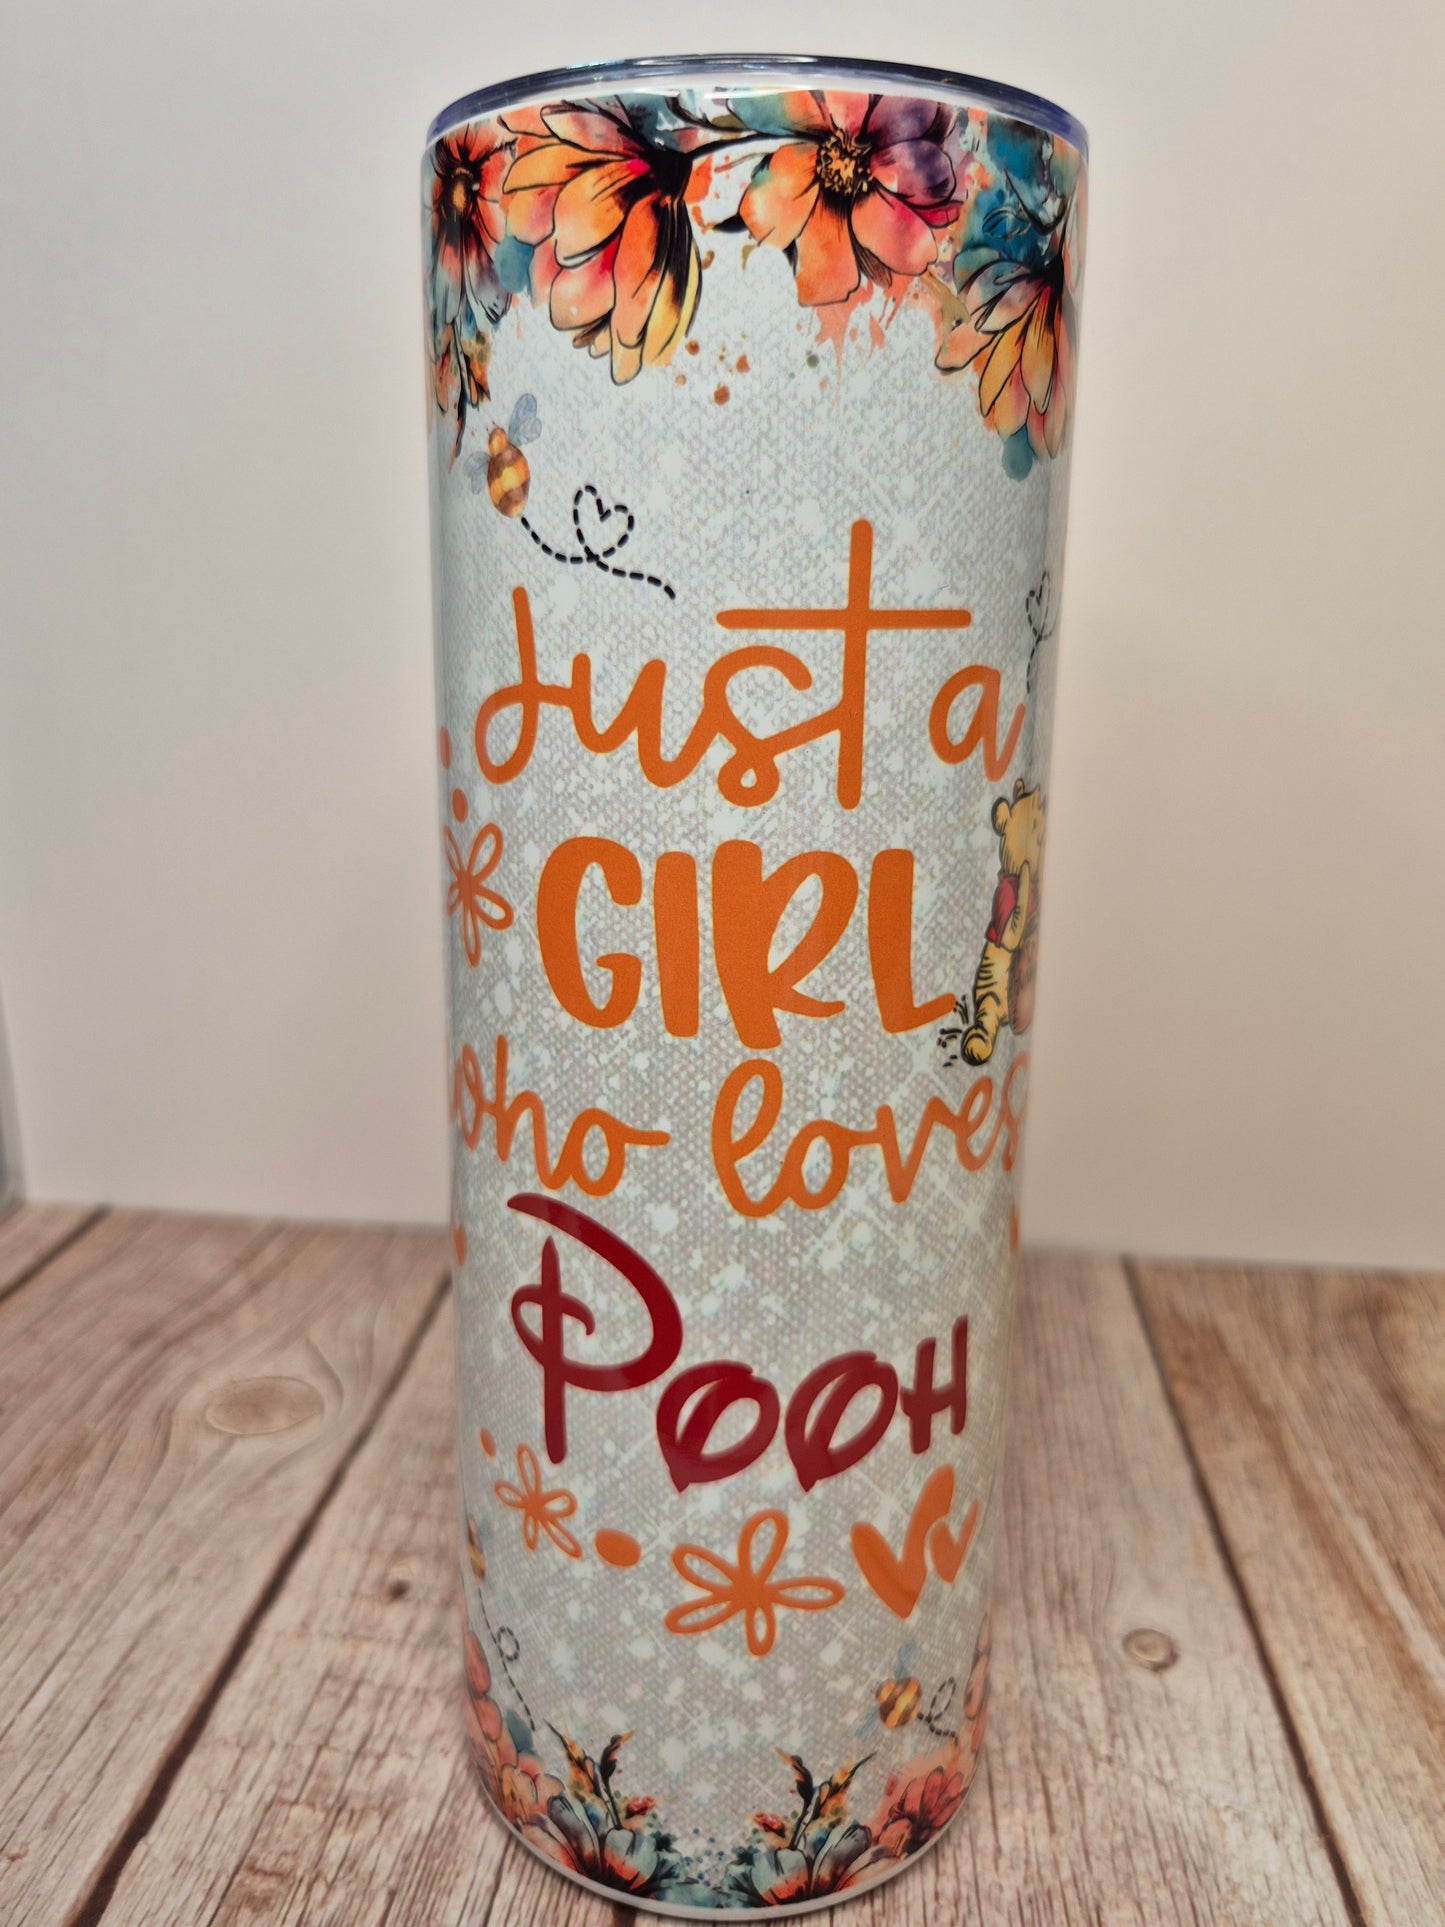 Just a
GIRL
who loves
POOH